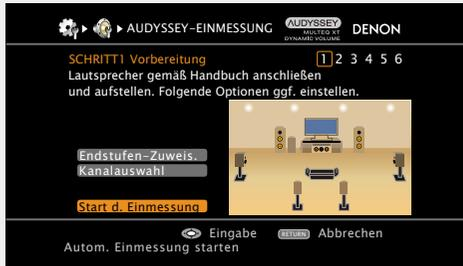 AUDYSSEY-EINMESSUNG
AUDYSSEY
MULTEQ XT
DYNAMIC VOLUME
DENON
SCHRITT1 Vorbereitung
1 2 3 4 5 6
Lautsprecher gemäß Handbuch anschließen
und aufstellen. Folgende Optionen ggf. einstellen.
Endstufen-Zuweis.
Kanalauswahl
Start d. Einmessung
Eingabe RETURN Abbrechen
Autom. Einmessung starten